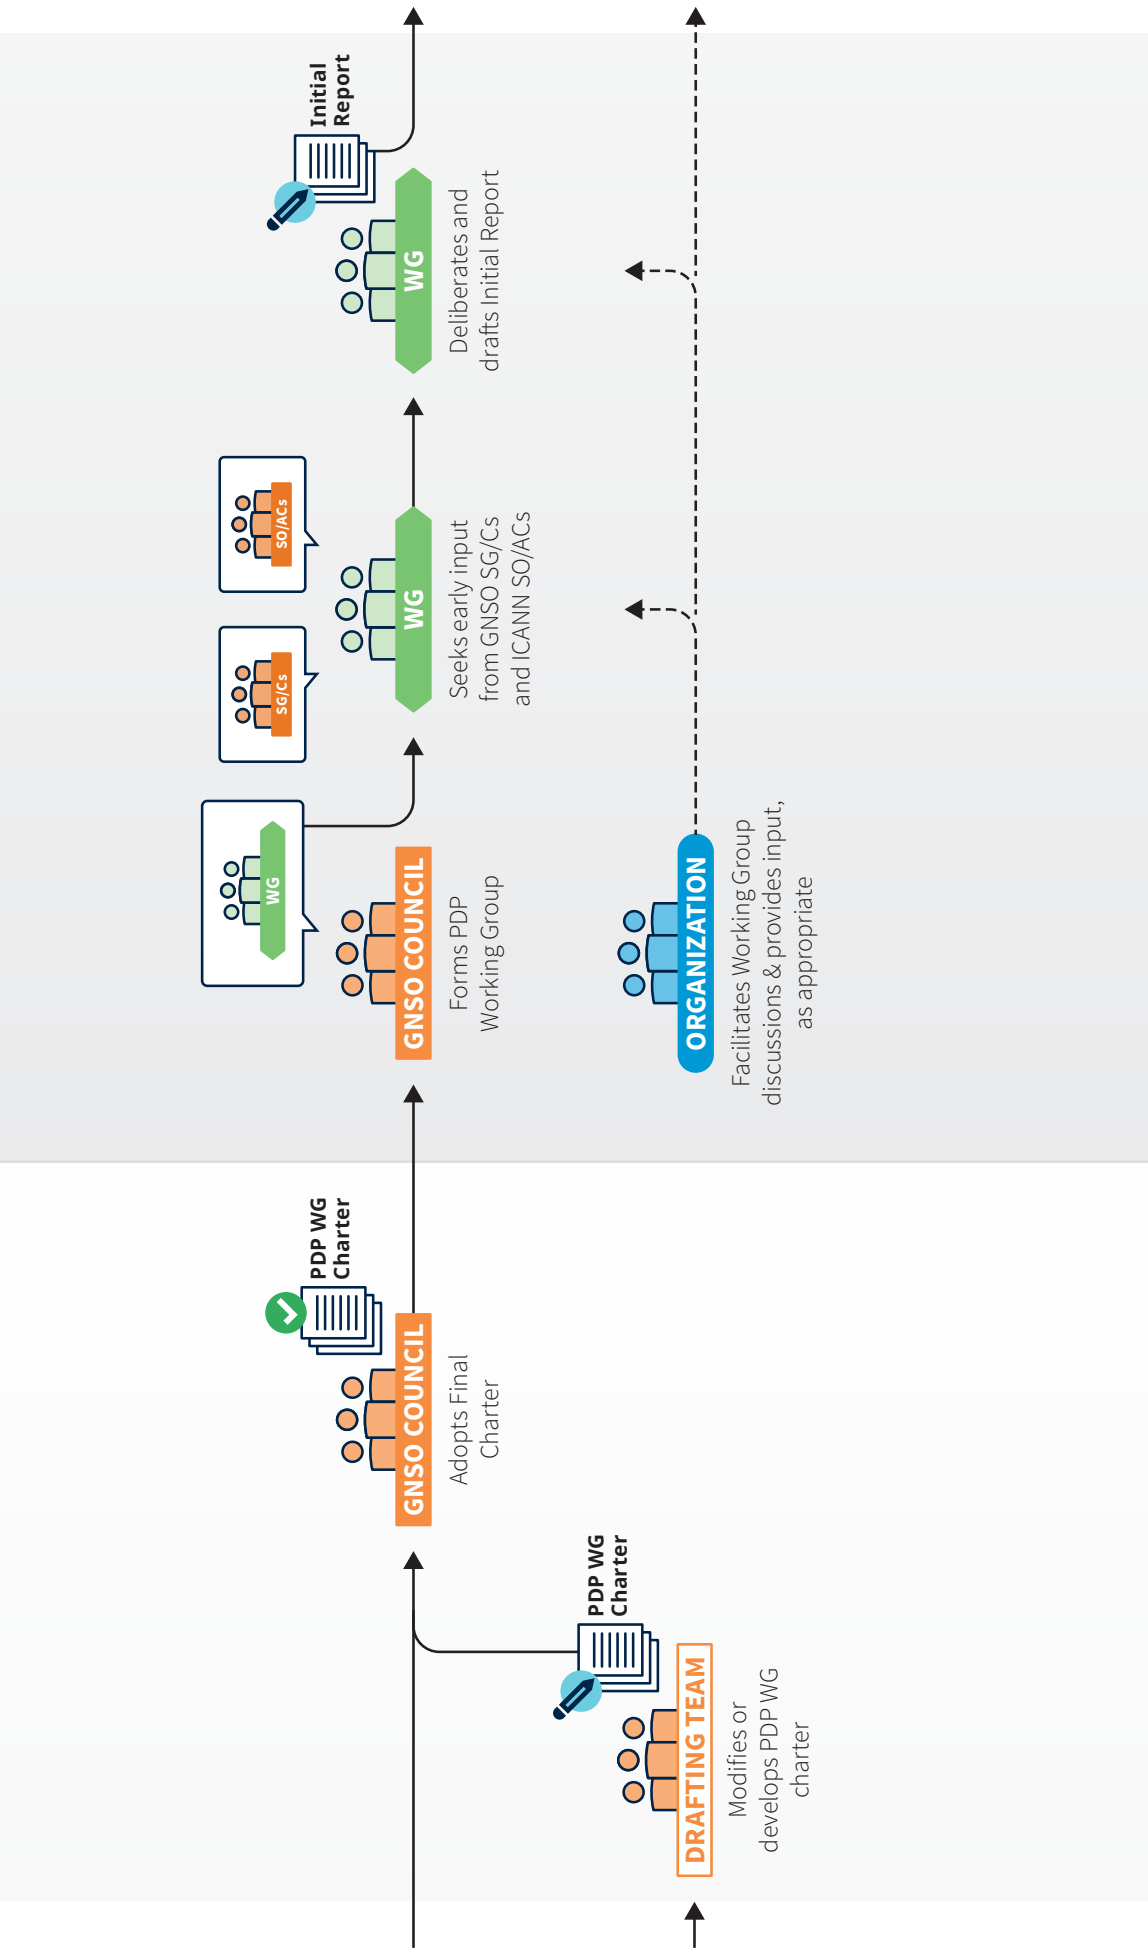 PDP WG
Charter
DRAFTING TEAM
Modifies or
develops PDP WG
charter
PDP WG
Charter
GNSO COUNCIL
Adopts Final
Charter
WG
GNSO COUNCIL
Forms PDP
Working Group
ORGANIZATION
Facilitates Working Group
discussions & provides input,
as appropriate
SG/Cs
SO/ACs
WG
Seeks early input
from GNSO SG/Cs
and ICANN SO/ACs
Initial
Report
WG
Deliberates and
drafts Initial Report